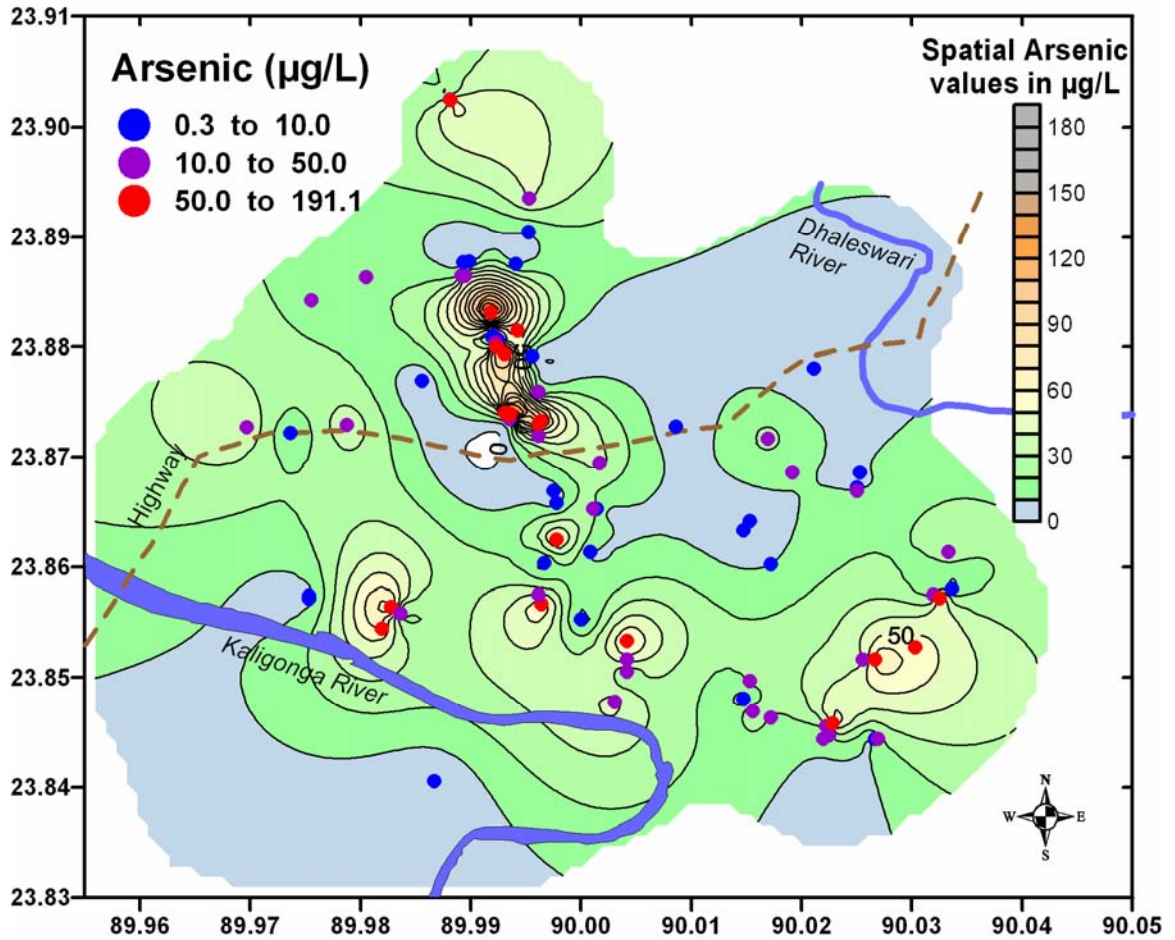 23.91
23.90
23.89
23.88
23.87
23.86
23.85
23.84
23.83
Arsenic (µg/L)
0.3 to 10.0
10.0 to 50.0
50.0 to 191.1
Spatial Arsenic
values in µg/L
180
150
120
90
60
30
0
Dhaleswari
River
Highway
0
Kaligonga River
50
N
W
E
S
89.96
89.97
89.98
89.99
90.00
90.01
90.02
90.03
90.04
90.05